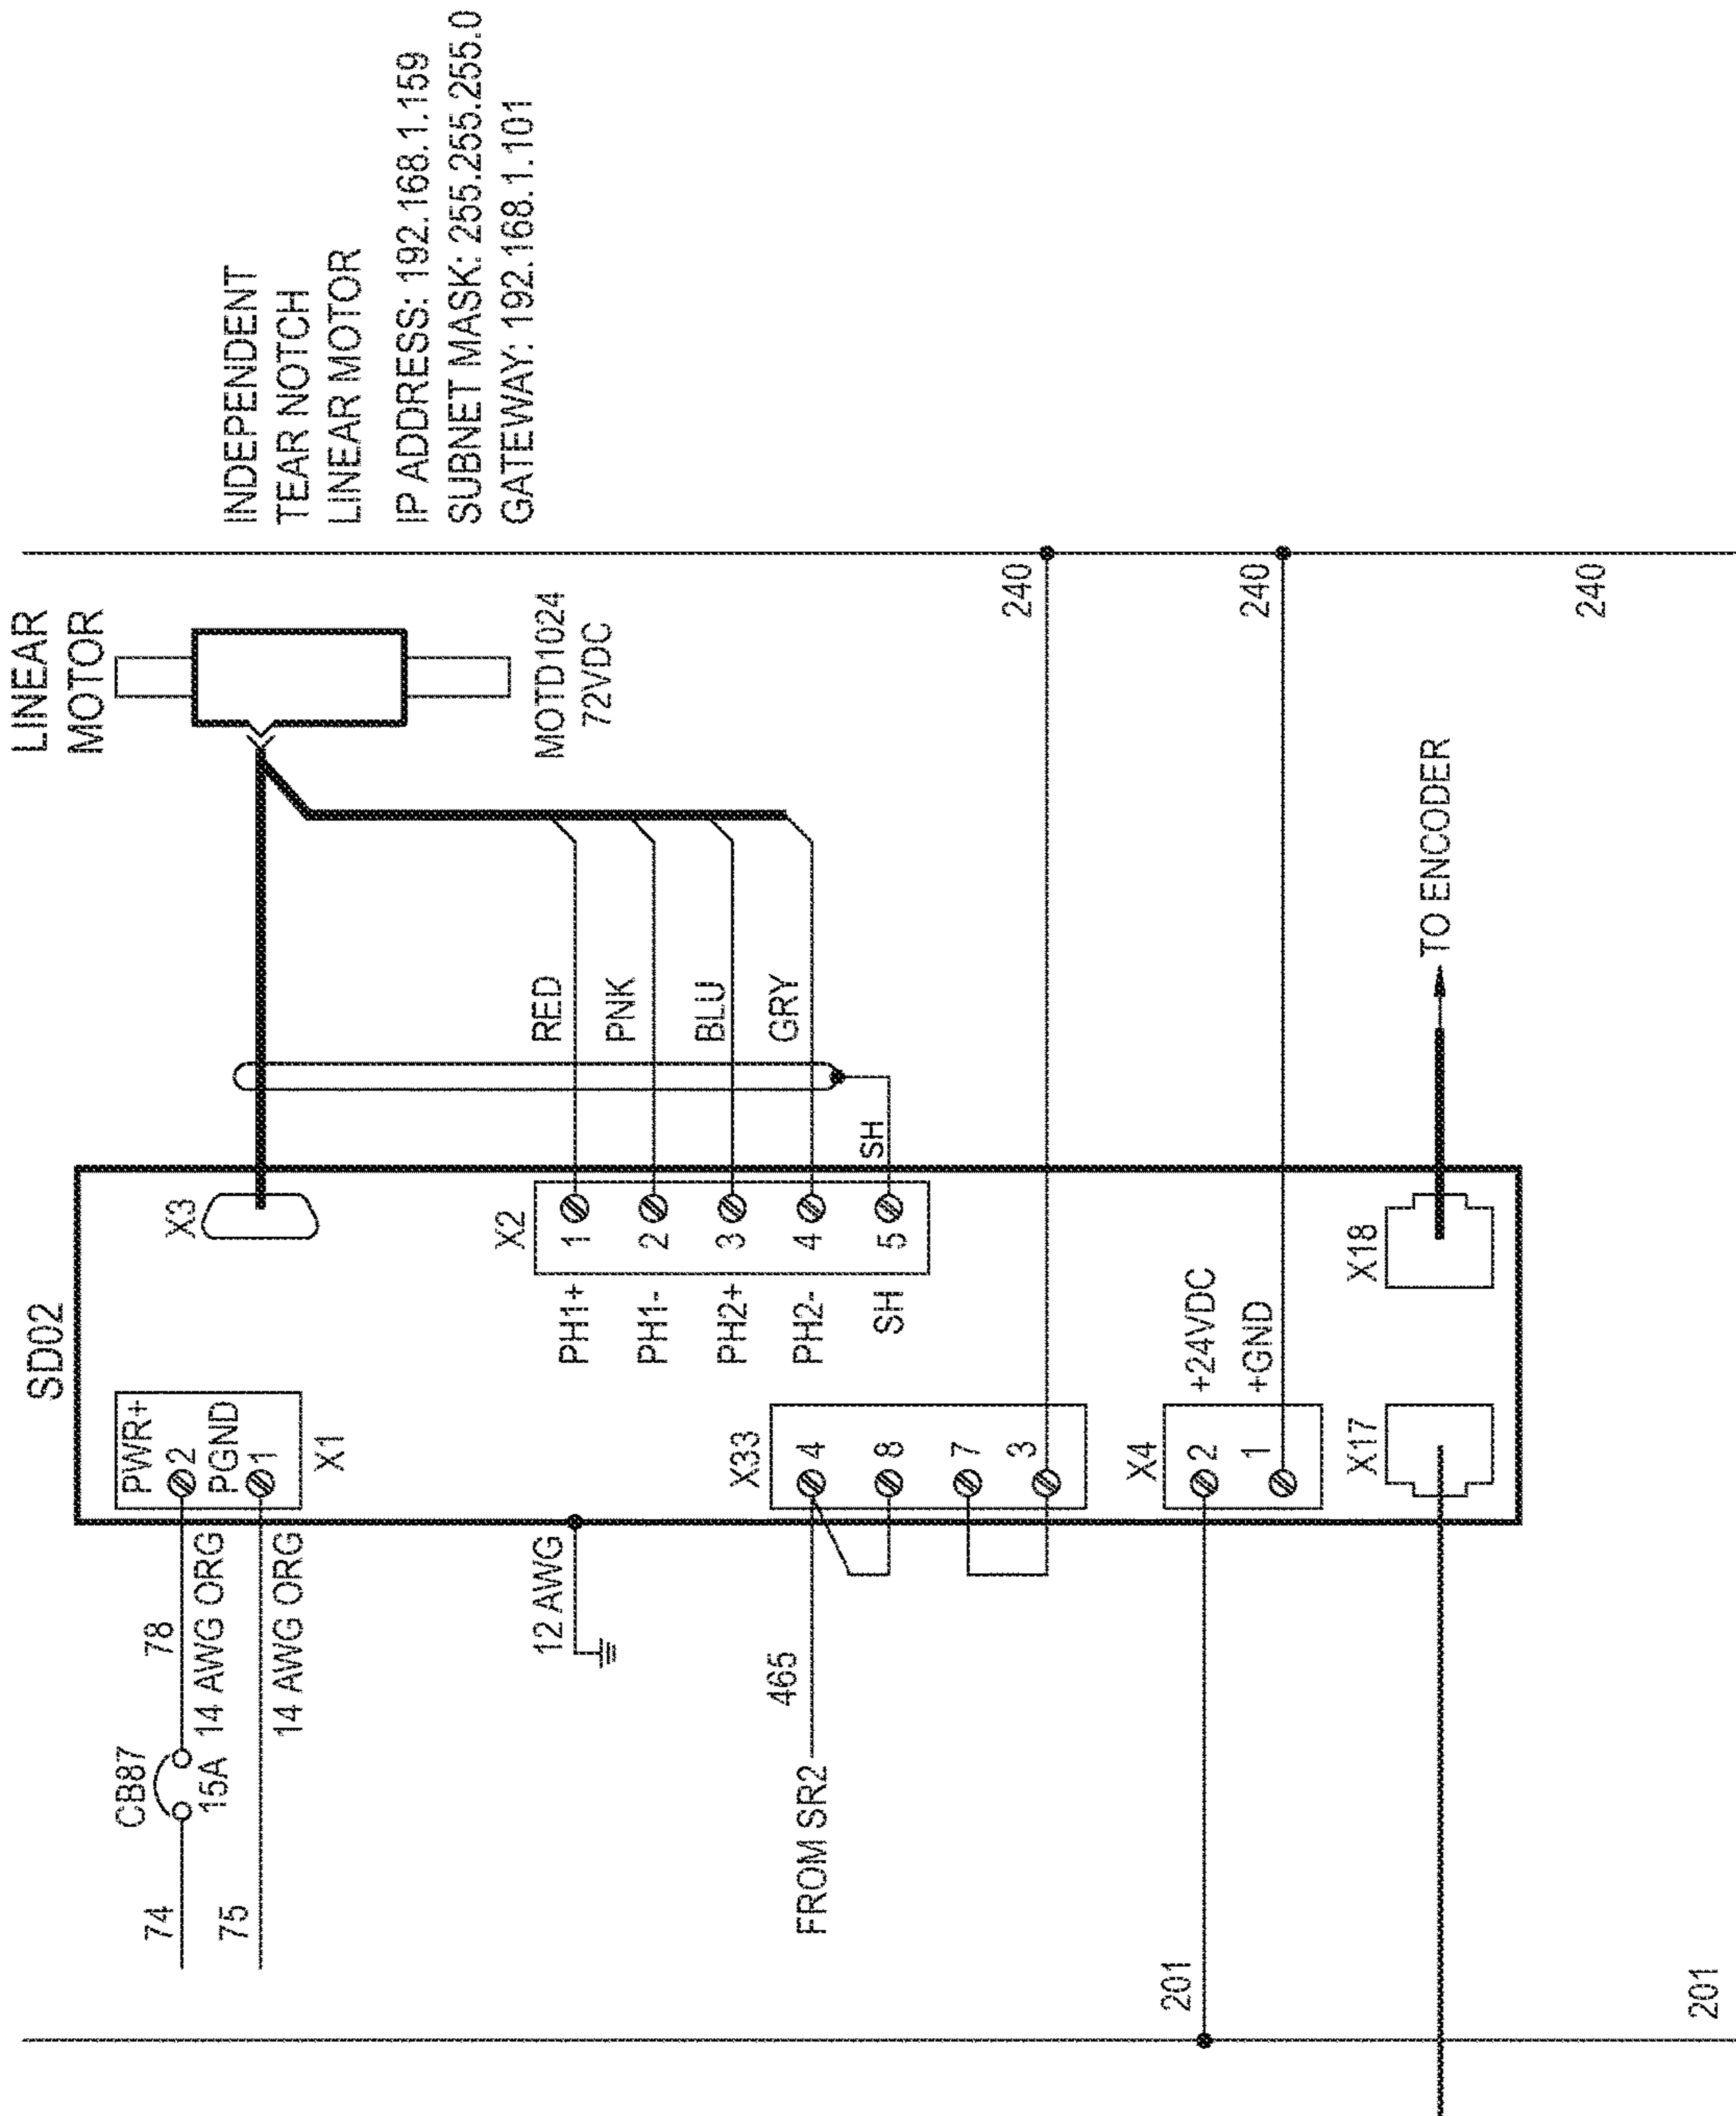 LINEAR
MOTOR
INDEPENDENT
TEAR NOTCH
LINEAR MOTOR
IP ADDRESS: 192.168.1.159
SUBNET MASK: 255.255.255.0
GATEWAY: 192.168.1.101
MOTD1024
72VDC
SD02
X3
X2
RED
PNK
BLU
GRY
SH
1
2
3
4
5
PH1+
PH1-
PH2+
PH2-
SH
PWR+
2
PGND
1
X1
CB87
15A
74
78
14 AWG ORG
75
14 AWG ORG
12 AWG
X33
4
8
7
3
465
FROM SR2
240
X4
2
1
+24VDC
+GND
201
240
X17
X18
TO ENCODER
240
201